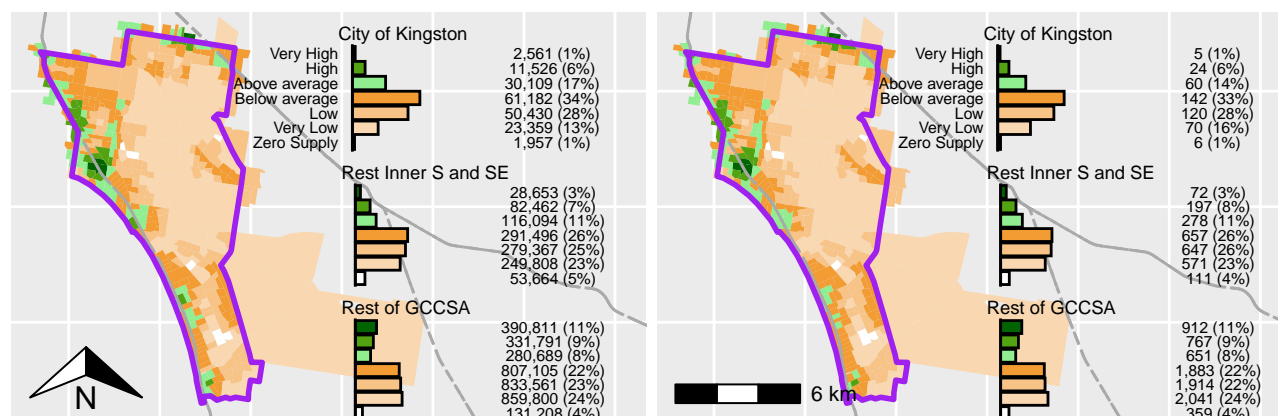 City of Kingston
Very High 2,561 (1%)
High 11,526 (6%)
Above average 30,109 (17%)
Below average 61,182 (34%)
Low 50,430 (28%)
Very Low 23,359 (13%)
Zero Supply 1,957 (1%)
Rest Inner S and SE
28,653 (3%)
82,462 (7%)
116,094 (11%)
291,496 (26%)
279,367 (25%)
249,808 (23%)
53,664 (5%)
Rest of GCCSA
390,811 (11%)
331,791 (9%)
280,689 (8%)
807,105 (22%)
833,561 (23%)
859,800 (24%)
131,208 (4%)
N
City of Kingston
Very High 5 (1%)
High 24 (6%)
Above average 60 (14%)
Below average 142 (33%)
Low 120 (28%)
Very Low 70 (16%)
Zero Supply 6 (1%)
Rest Inner S and SE
72 (3%)
197 (8%)
278 (11%)
657 (26%)
647 (26%)
571 (23%)
111 (4%)
Rest of GCCSA
912 (11%)
767 (9%)
651 (8%)
1,883 (22%)
1,914 (22%)
2,041 (24%)
359 (4%)
6 km